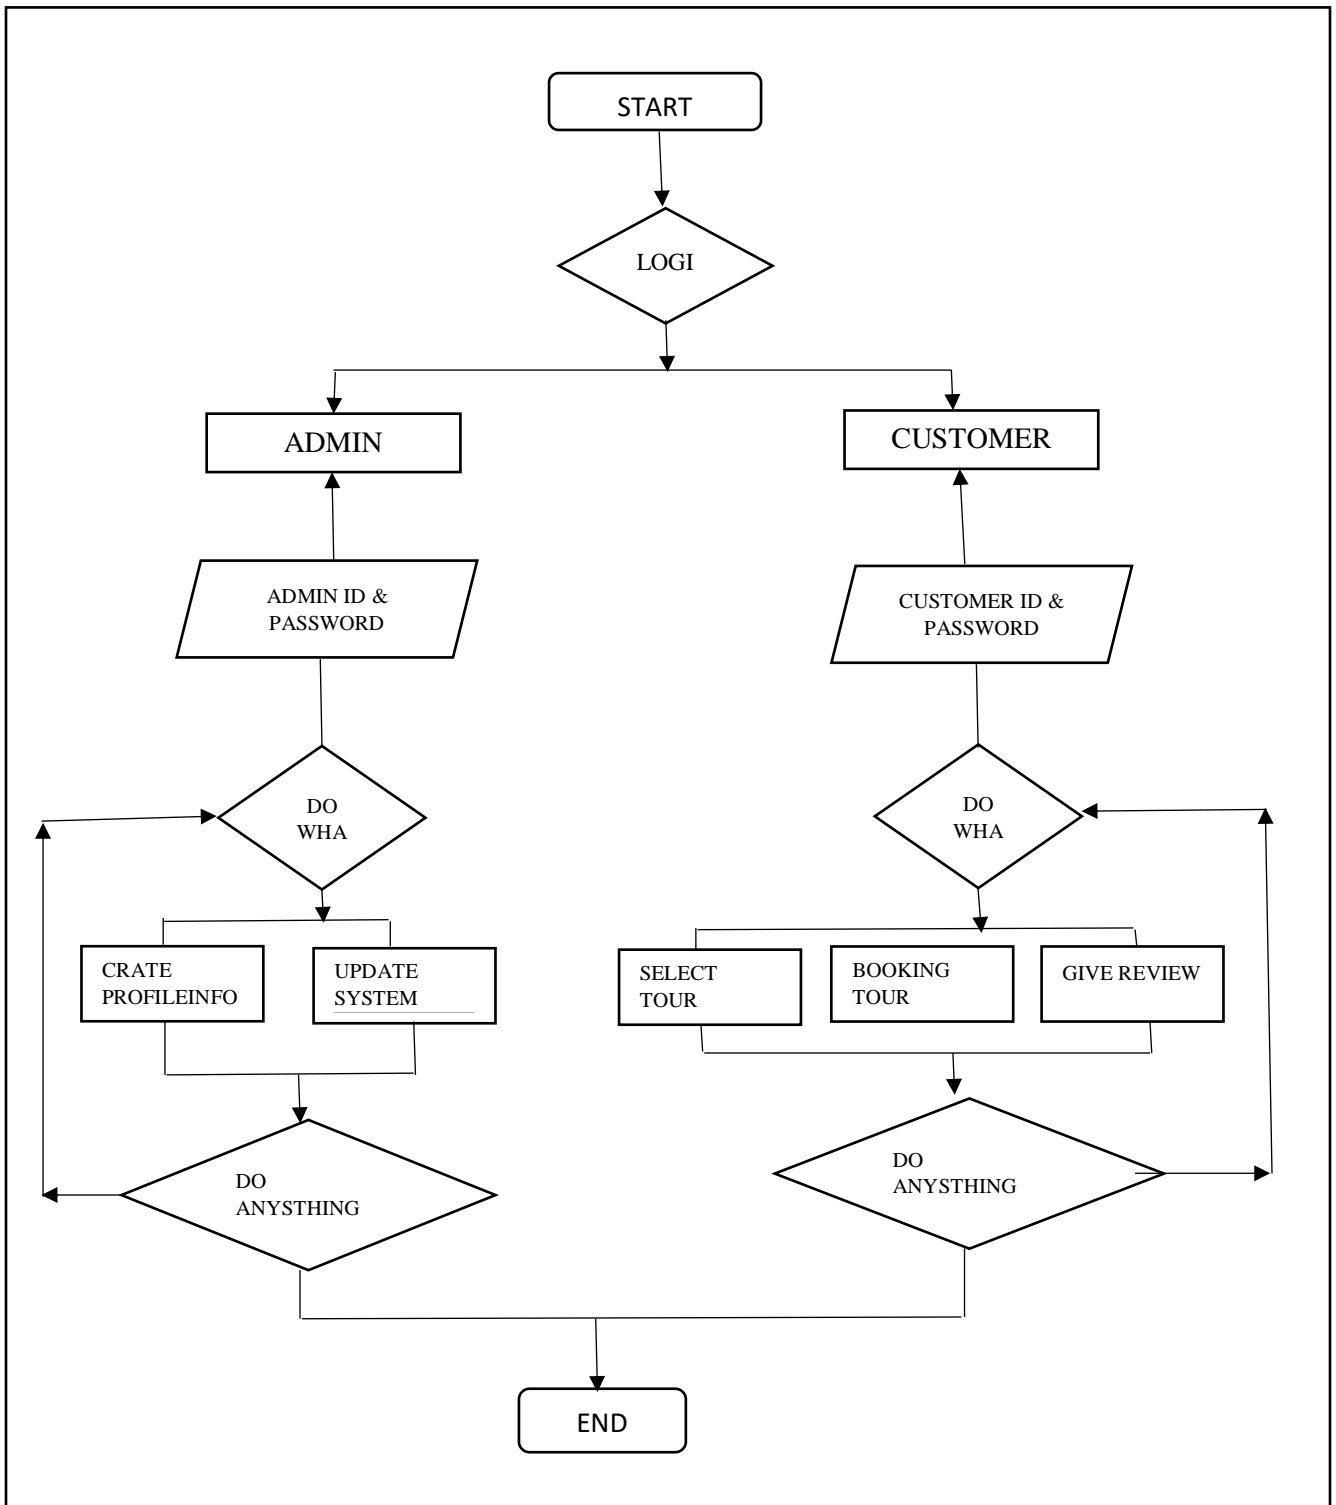 START
LOGI
ADMIN
CUSTOMER
ADMIN ID &
PASSWORD
CUSTOMER ID &
PASSWORD
DO
WHA
DO
WHA
CRATE
PROFILEINFO
UPDATE
SYSTEM
SELECT
TOUR
BOOKING
TOUR
GIVE REVIEW
DO
ANYSTHING
DO
ANYSTHING
END